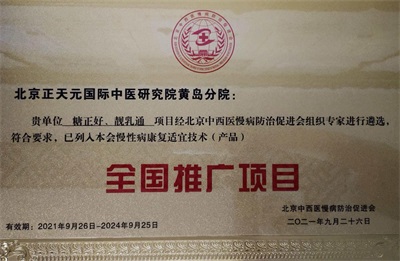 北京正天元国际中医研究院黄岛分院：
贵单位 糖正好、靓乳通 项目经北京中西医慢病防治促进会组织专家进行遴选，
符合要求，已列入本会慢性病康复适宜技术（产品）
全国推广项目
北京中西医慢病防治促进会
有效期：2021年9月26日-2024年9月25日
二〇二一年九月二十六日